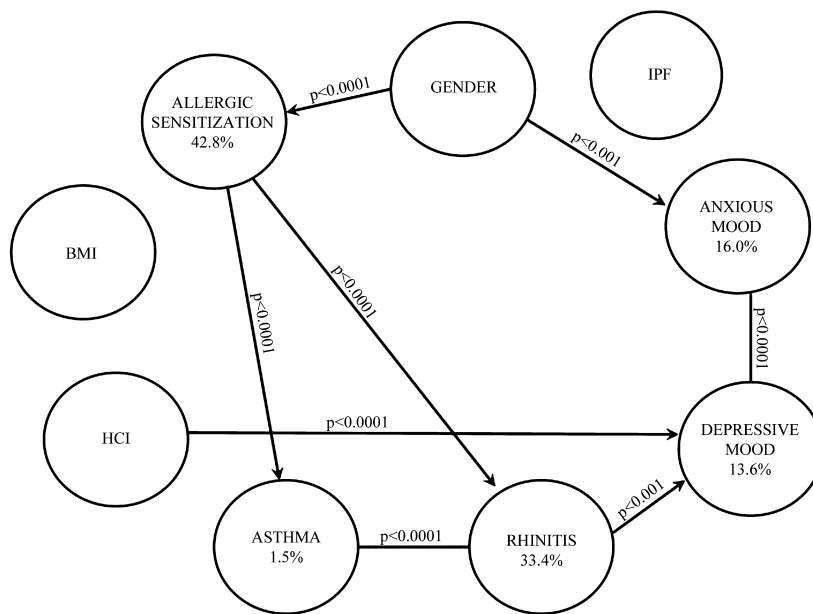 IPF
GENDER
p<0.0001
ALLERGIC
SENSITIZATION
42.8%
p<0.001
ANXIOUS
MOOD
16.0%
BMI
p<0.0001
p<0.0001
p<0.0001
HCI
p<0.0001
DEPRESSIVE
MOOD
13.6%
p<0.001
ASTHMA
1.5%
p<0.0001
RHINITIS
33.4%